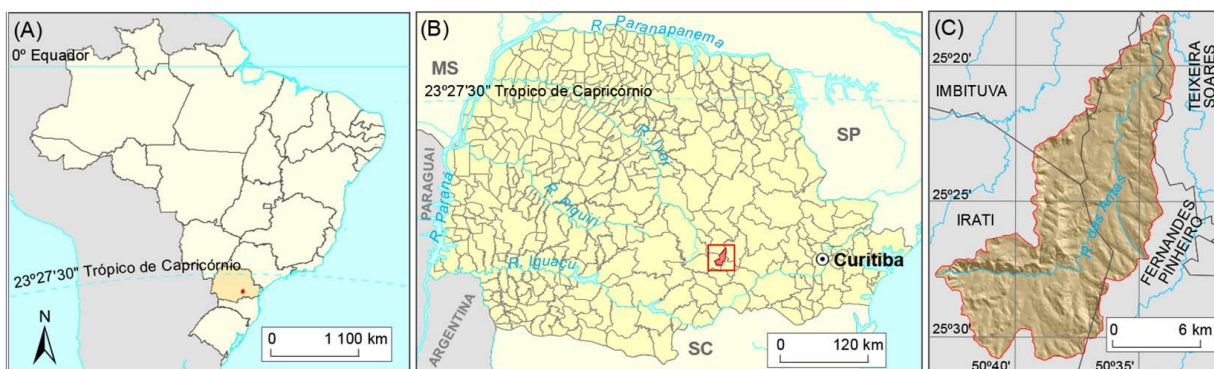 (A)
0º Equador
23º27'30" Trópico de Capricórnio
N
0 1 100 km
(B)
R. Paranapanema
MS
23º27'30" Trópico de Capricórnio
SP
R. Ivaí
PARAGUAI
R. Paraná
R. Piquiri
R. Iguaçu
Curitiba
ARGENTINA
SC
0 120 km
(C)
25º20'
TEIXEIRA
SOARES
IMBITUVA
25º25'
IRATI
R. das Antas
FERNANDES
PINHEIRO
25º30'
0 6 km
50º40' 50º35'